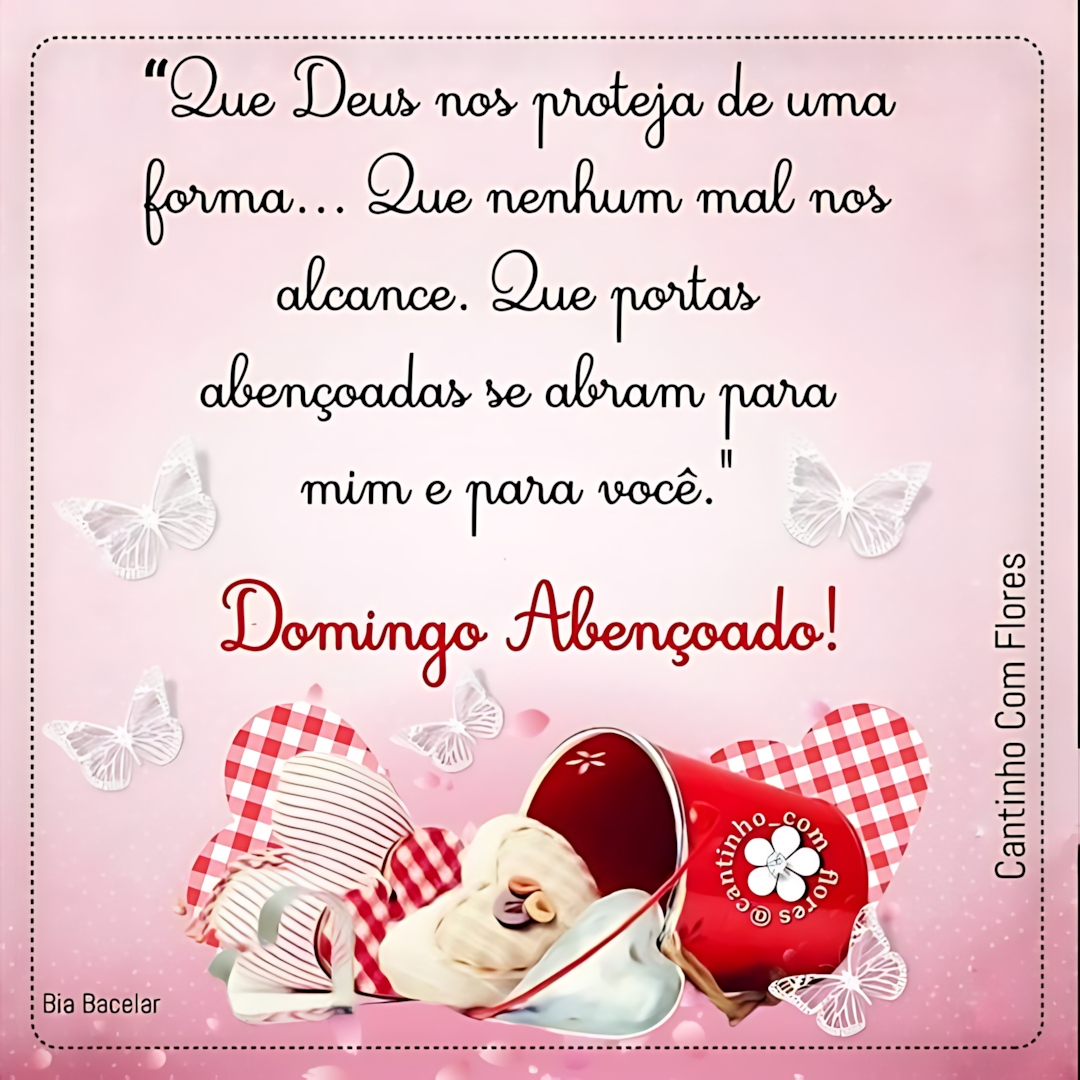 “Que Deus nos proteja de uma
forma... Que nenhum mal nos
alcance. Que portas
abençoadas se abram para
mim e para você."
Domingo Abençoado!
Cantinho Com Flores
@cantinho_com_flores
Bia Bacelar